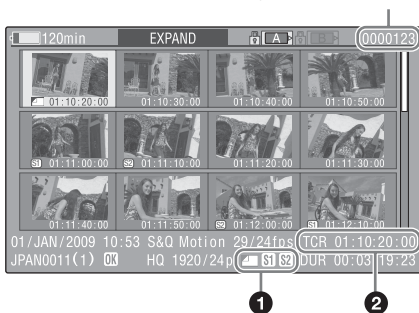 120min EXPAND A B 0000123
01:10:20:00 01:10:30:00 01:10:40:00 01:10:50:00
S1 01:11:00:00 S2 01:11:10:00 01:11:20:00 01:11:30:00
01:11:40:00 01:11:50:00 S2 01:12:00:00 S1 01:12:10:00
01/JAN/2009 10:53 S&Q Motion 29/24fps TCR 01:10:20:00
JPAN0011(1) OK HQ 1920/24p S1 S2 DUR 00:03:19:23
1 2